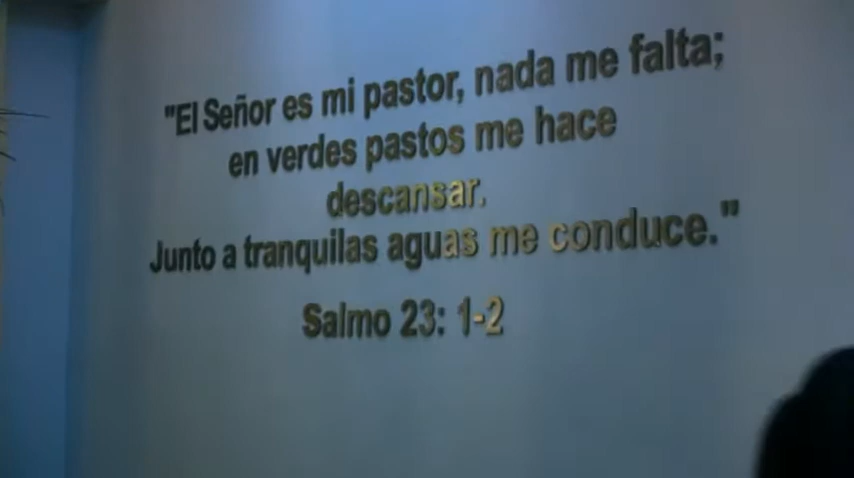 "El Señor es mi pastor, nada me falta;
en verdes pastos me hace
descansar.
Junto a tranquilas aguas me conduce."
Salmo 23: 1-2